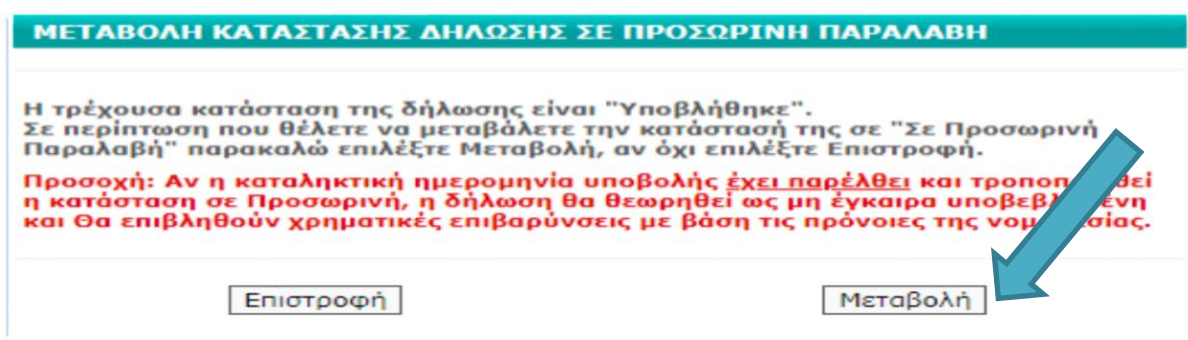 ΜΕΤΑΒΟΛΗ ΚΑΤΑΣΤΑΣΗΣ ΔΗΛΩΣΗΣ ΣΕ ΠΡΟΣΩΡΙΝΗ ΠΑΡΑΛΑΒΗ
Η τρέχουσα κατάσταση της δήλωσης είναι "Υποβλήθηκε".
Σε περίπτωση που θέλετε να μεταβάλετε την κατάστασή της σε "Σε Προσωρινή
Παραλαβή" παρακαλώ επιλέξτε Μεταβολή, αν όχι επιλέξτε Επιστροφή.
Προσοχή: Αν η καταληκτική ημερομηνία υποβολής έχει παρέλθει και
η κατάσταση σε Προσωρινή, η δήλωση θα θεωρηθεί ως μη έγκαιρα
και Θα επιβληθούν χρηματικές επιβαρύνσεις με βάση τις πρόνοιες της
Επιστροφή
Μεταβολή